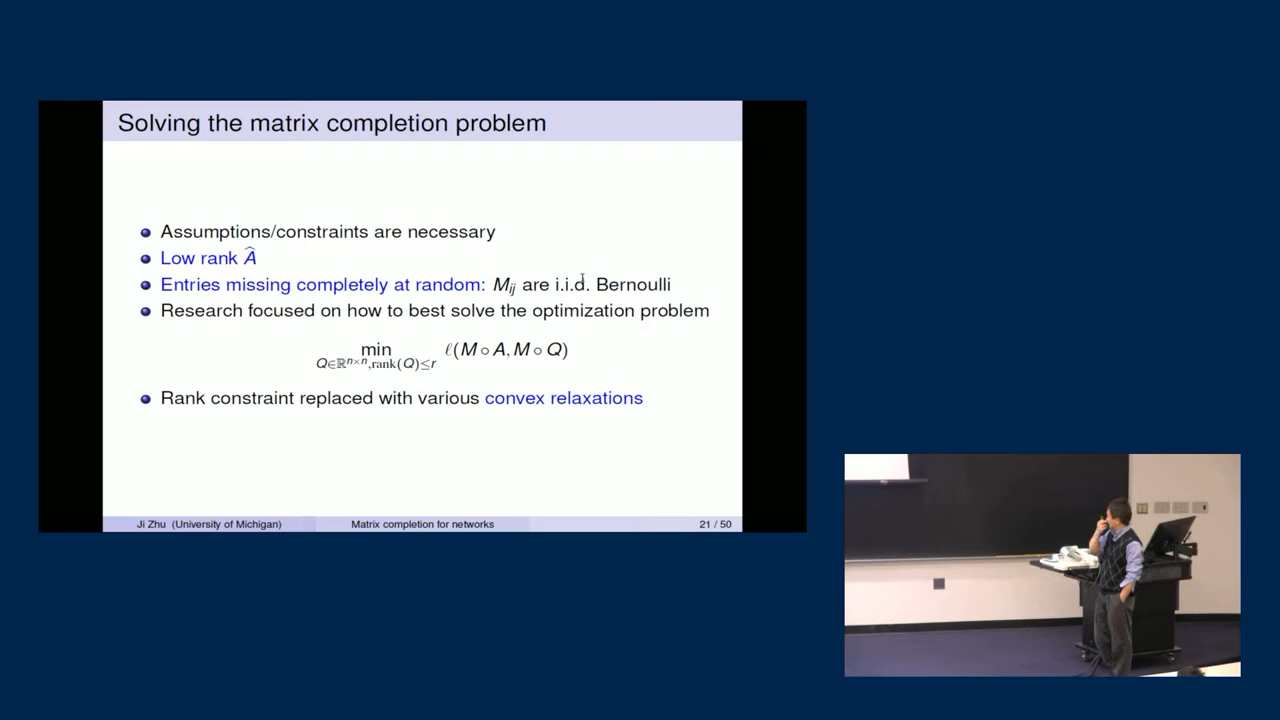 Solving the matrix completion problem
Assumptions/constraints are necessary
Low rank Â
Entries missing completely at random: M_ij are i.i.d. Bernoulli
Research focused on how to best solve the optimization problem
min_{Q∈ℝ^{n×n},rank(Q)≤r} ℓ(M ∘ A, M ∘ Q)
Rank constraint replaced with various convex relaxations
Ji Zhu (University of Michigan) Matrix completion for networks 21 / 50